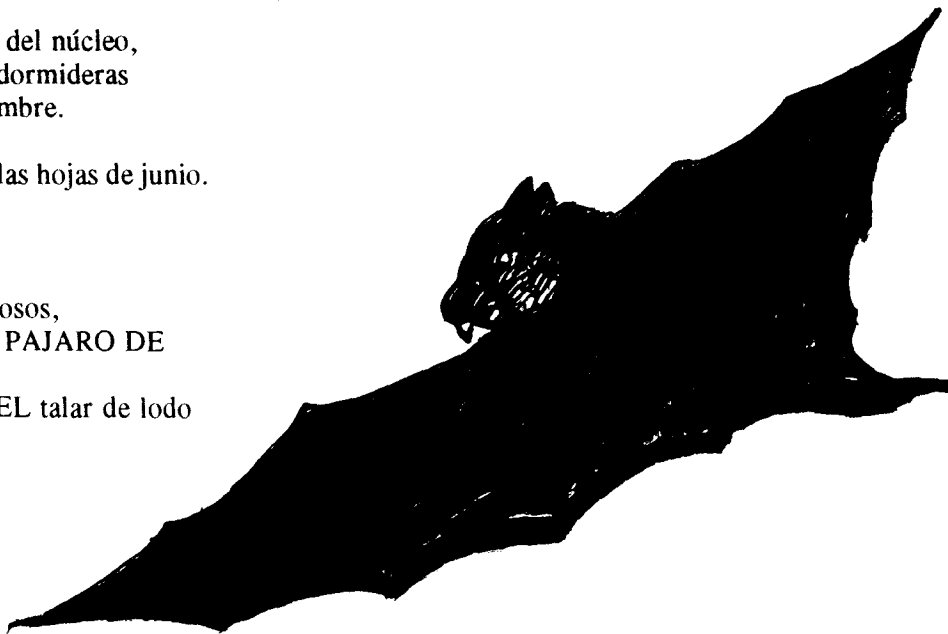 del núcleo,
dormideras
mbre.
las hojas de junio.
osos,
PAJARO DE
EL talar de lodo